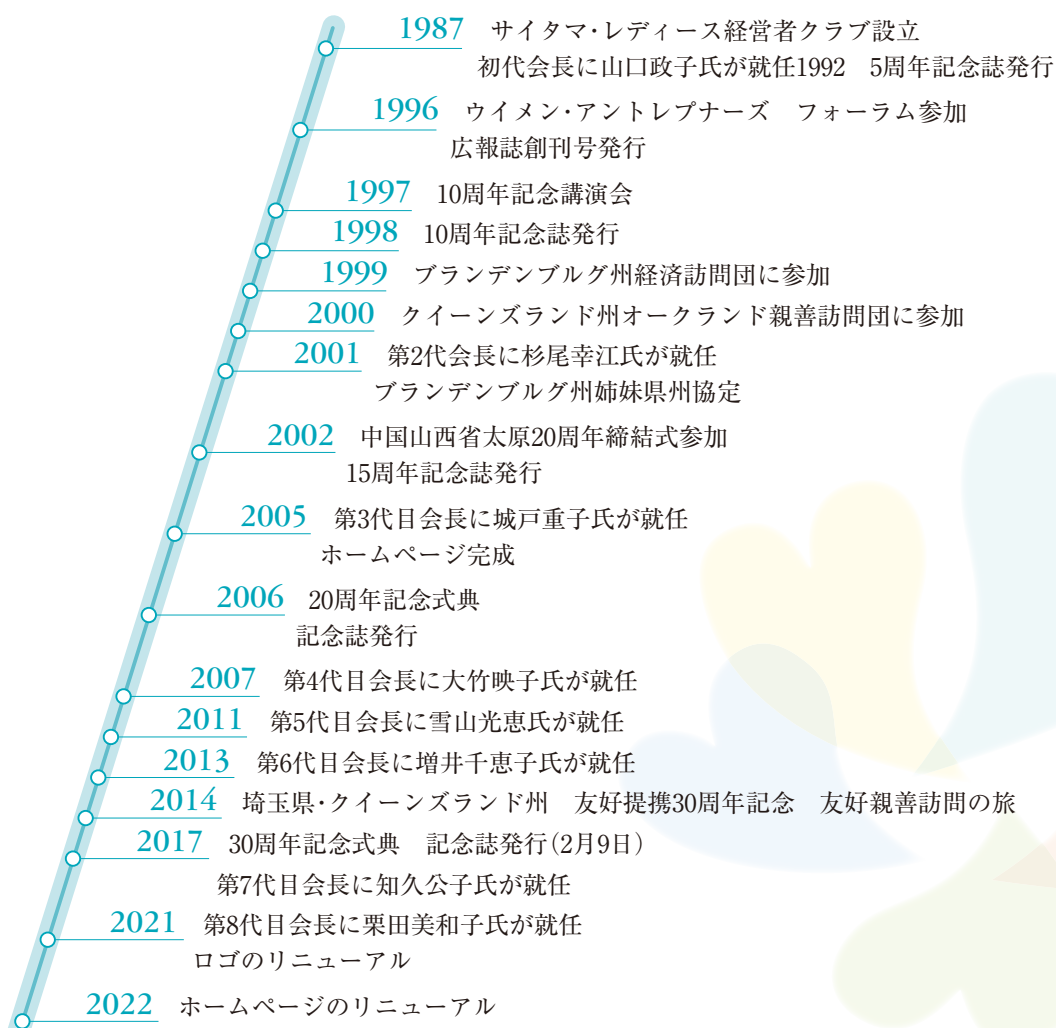 1987 サイタマ・レディース経営者クラブ設立
初代会長に山口政子氏が就任1992　5周年記念誌発行
1996 ウイメン・アントレプナーズ　フォーラム参加
広報誌創刊号発行
1997 10周年記念講演会
1998 10周年記念誌発行
1999 ブランデンブルグ州経済訪問団に参加
2000 クイーンズランド州オークランド親善訪問団に参加
2001 第2代会長に杉尾幸江氏が就任
ブランデンブルグ州姉妹県州協定
2002 中国山西省太原20周年締結式参加
15周年記念誌発行
2005 第3代目会長に城戸重子氏が就任
ホームページ完成
2006 20周年記念式典
記念誌発行
2007 第4代目会長に大竹映子氏が就任
2011 第5代目会長に雪山光恵氏が就任
2013 第6代目会長に増井千恵子氏が就任
2014 埼玉県・クイーンズランド州　友好提携30周年記念　友好親善訪問の旅
2017 30周年記念式典　記念誌発行（2月9日）
第7代目会長に知久公子氏が就任
2021 第8代目会長に栗田美和子氏が就任
ロゴのリニューアル
2022 ホームページのリニューアル